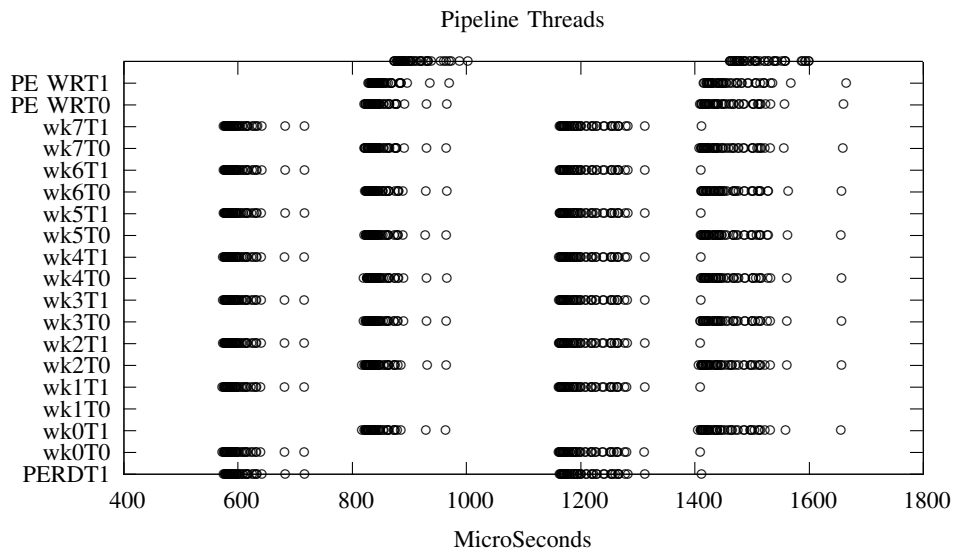 Pipeline Threads
PE WRT1
PE WRT0
wk7T1
wk7T0
wk6T1
wk6T0
wk5T1
wk5T0
wk4T1
wk4T0
wk3T1
wk3T0
wk2T1
wk2T0
wk1T1
wk1T0
wk0T1
wk0T0
PERDT1
400 600 800 1000 1200 1400 1600 1800
MicroSeconds